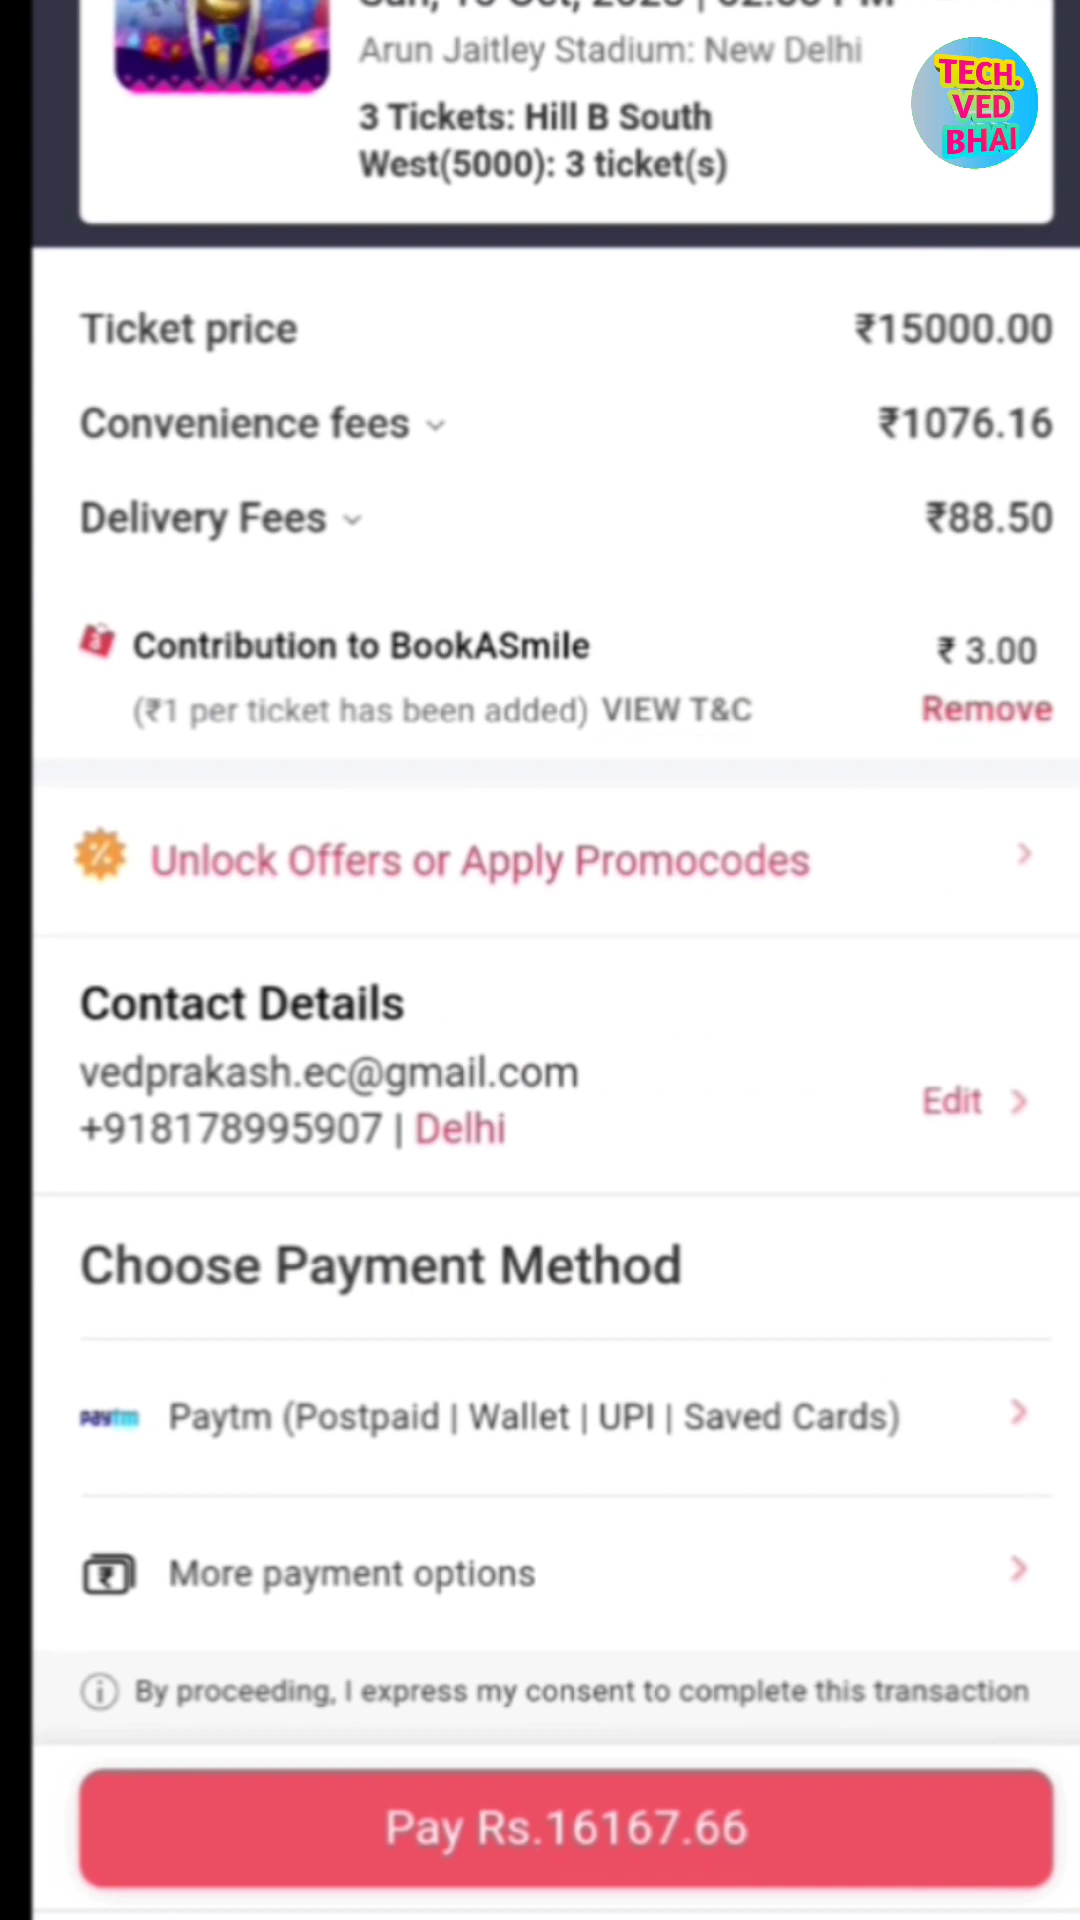 Arun Jaitley Stadium: New Delhi
TECH.
VED
BHAI
3 Tickets: Hill B South
West(5000): 3 ticket(s)
Ticket price ₹15000.00
Convenience fees ₹1076.16
Delivery Fees ₹88.50
Contribution to BookASmile ₹ 3.00
(₹1 per ticket has been added) VIEW T&C Remove
Unlock Offers or Apply Promocodes
Contact Details
vedprakash.ec@gmail.com
+918178995907 | Delhi
Edit
Choose Payment Method
paytm Paytm (Postpaid | Wallet | UPI | Saved Cards)
More payment options
By proceeding, I express my consent to complete this transaction
Pay Rs.16167.66